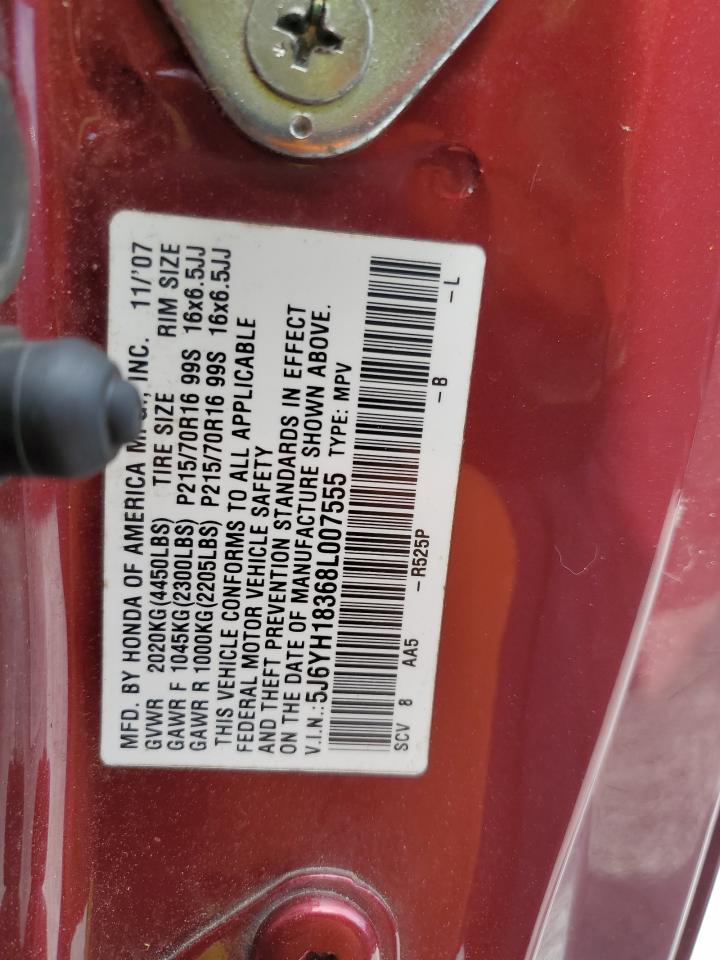 MFD. BY HONDA OF AMERICA MFG., INC. 11/'07
GVWR 2020KG(4450LBS) TIRE SIZE RIM SIZE
GAWR F 1045KG(2300LBS) P215/70R16 99S 16x6.5JJ
GAWR R 1000KG(2205LBS) P215/70R16 99S 16x6.5JJ
THIS VEHICLE CONFORMS TO ALL APPLICABLE
FEDERAL MOTOR VEHICLE SAFETY
AND THEFT PREVENTION STANDARDS IN EFFECT
ON THE DATE OF MANUFACTURE SHOWN ABOVE.
V.I.N.:5J6YH18368L007555 TYPE: MPV
SCV 8 AA5 -R525P -B -L